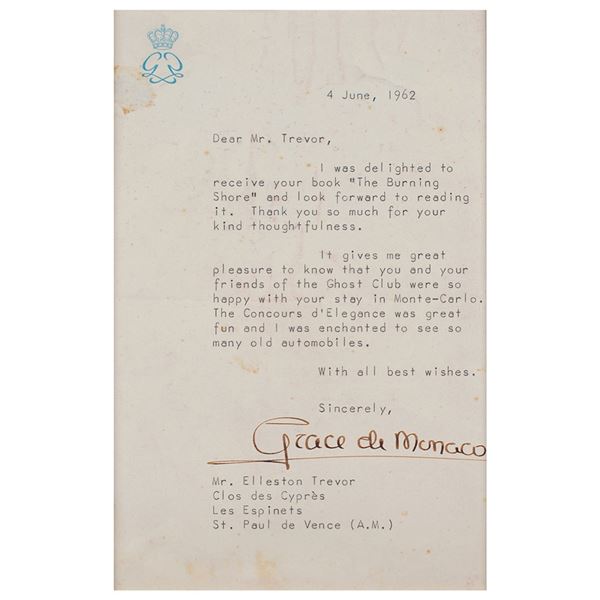 4 June, 1962
Dear Mr. Trevor,
I was delighted to
receive your book "The Burning
Shore" and look forward to reading
it. Thank you so much for your
kind thoughtfulness.
It gives me great
pleasure to know that you and your
friends of the Ghost Club were so
happy with your stay in Monte-Carlo.
The Concours d'Elegance was great
fun and I was enchanted to see so
many old automobiles.
With all best wishes.
Sincerely,
Grace de Monaco
Mr. Elleston Trevor
Clos des Cyprès
Les Espinets
St. Paul de Vence (A.M.)